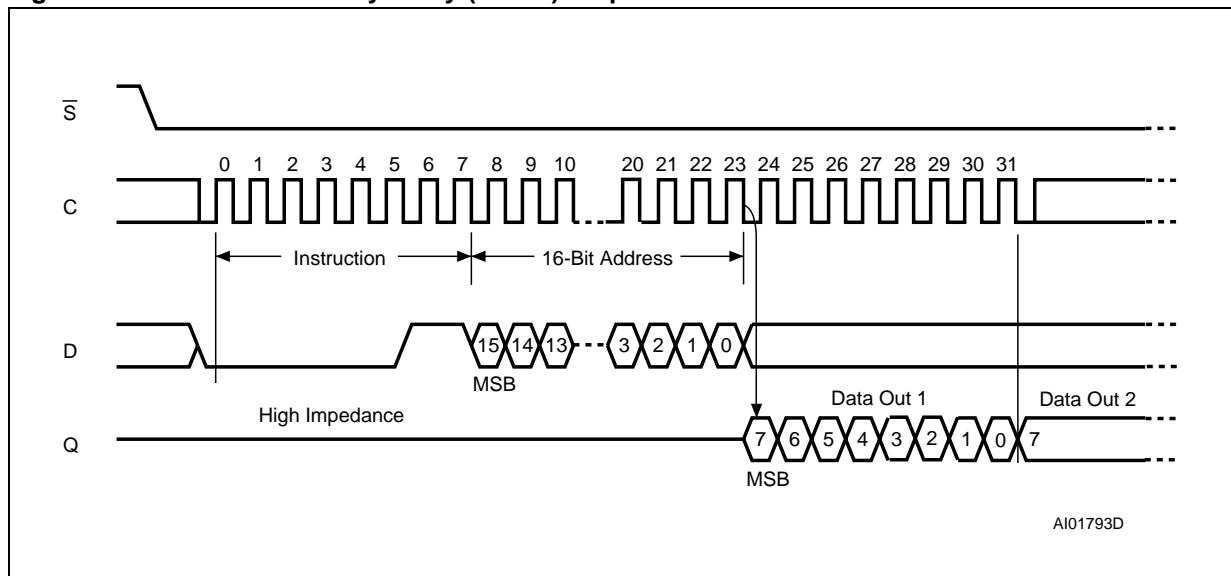 S
0 1 2 3 4 5 6 7 8 9 10 20 21 22 23 24 25 26 27 28 29 30 31
C
Instruction 16-Bit Address
D 15 14 13 3 2 1 0
MSB
High Impedance Data Out 1 Data Out 2
Q 7 6 5 4 3 2 1 0 7
MSB
AI01793D